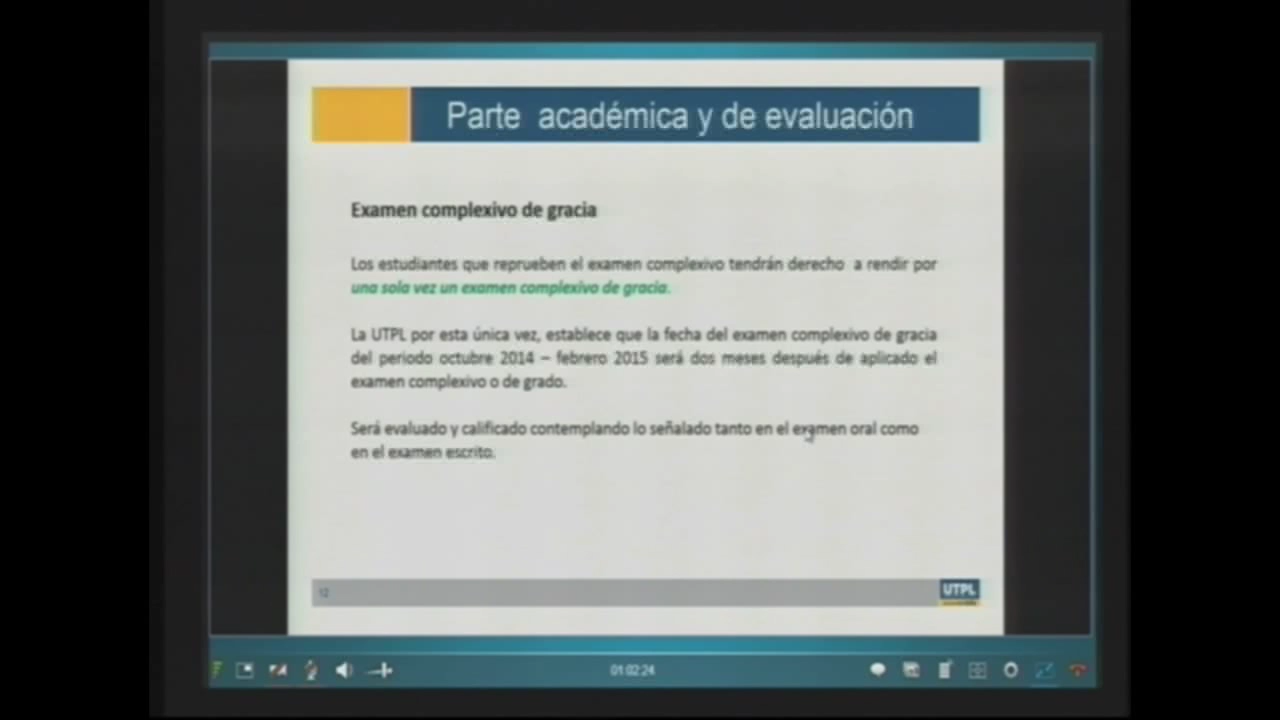 Parte académica y de evaluación
Examen complexivo de gracia
Los estudiantes que reprueben el examen complexivo tendrán derecho a rendir por
una sola vez un examen complexivo de gracia.
La UTPL por esta única vez, establece que la fecha del examen complexivo de gracia
del periodo octubre 2014 – febrero 2015 será dos meses después de aplicado el
examen complexivo o de grado.
Será evaluado y calificado contemplando lo señalado tanto en el examen oral como
en el examen escrito.
12
UTPL
01:02:24